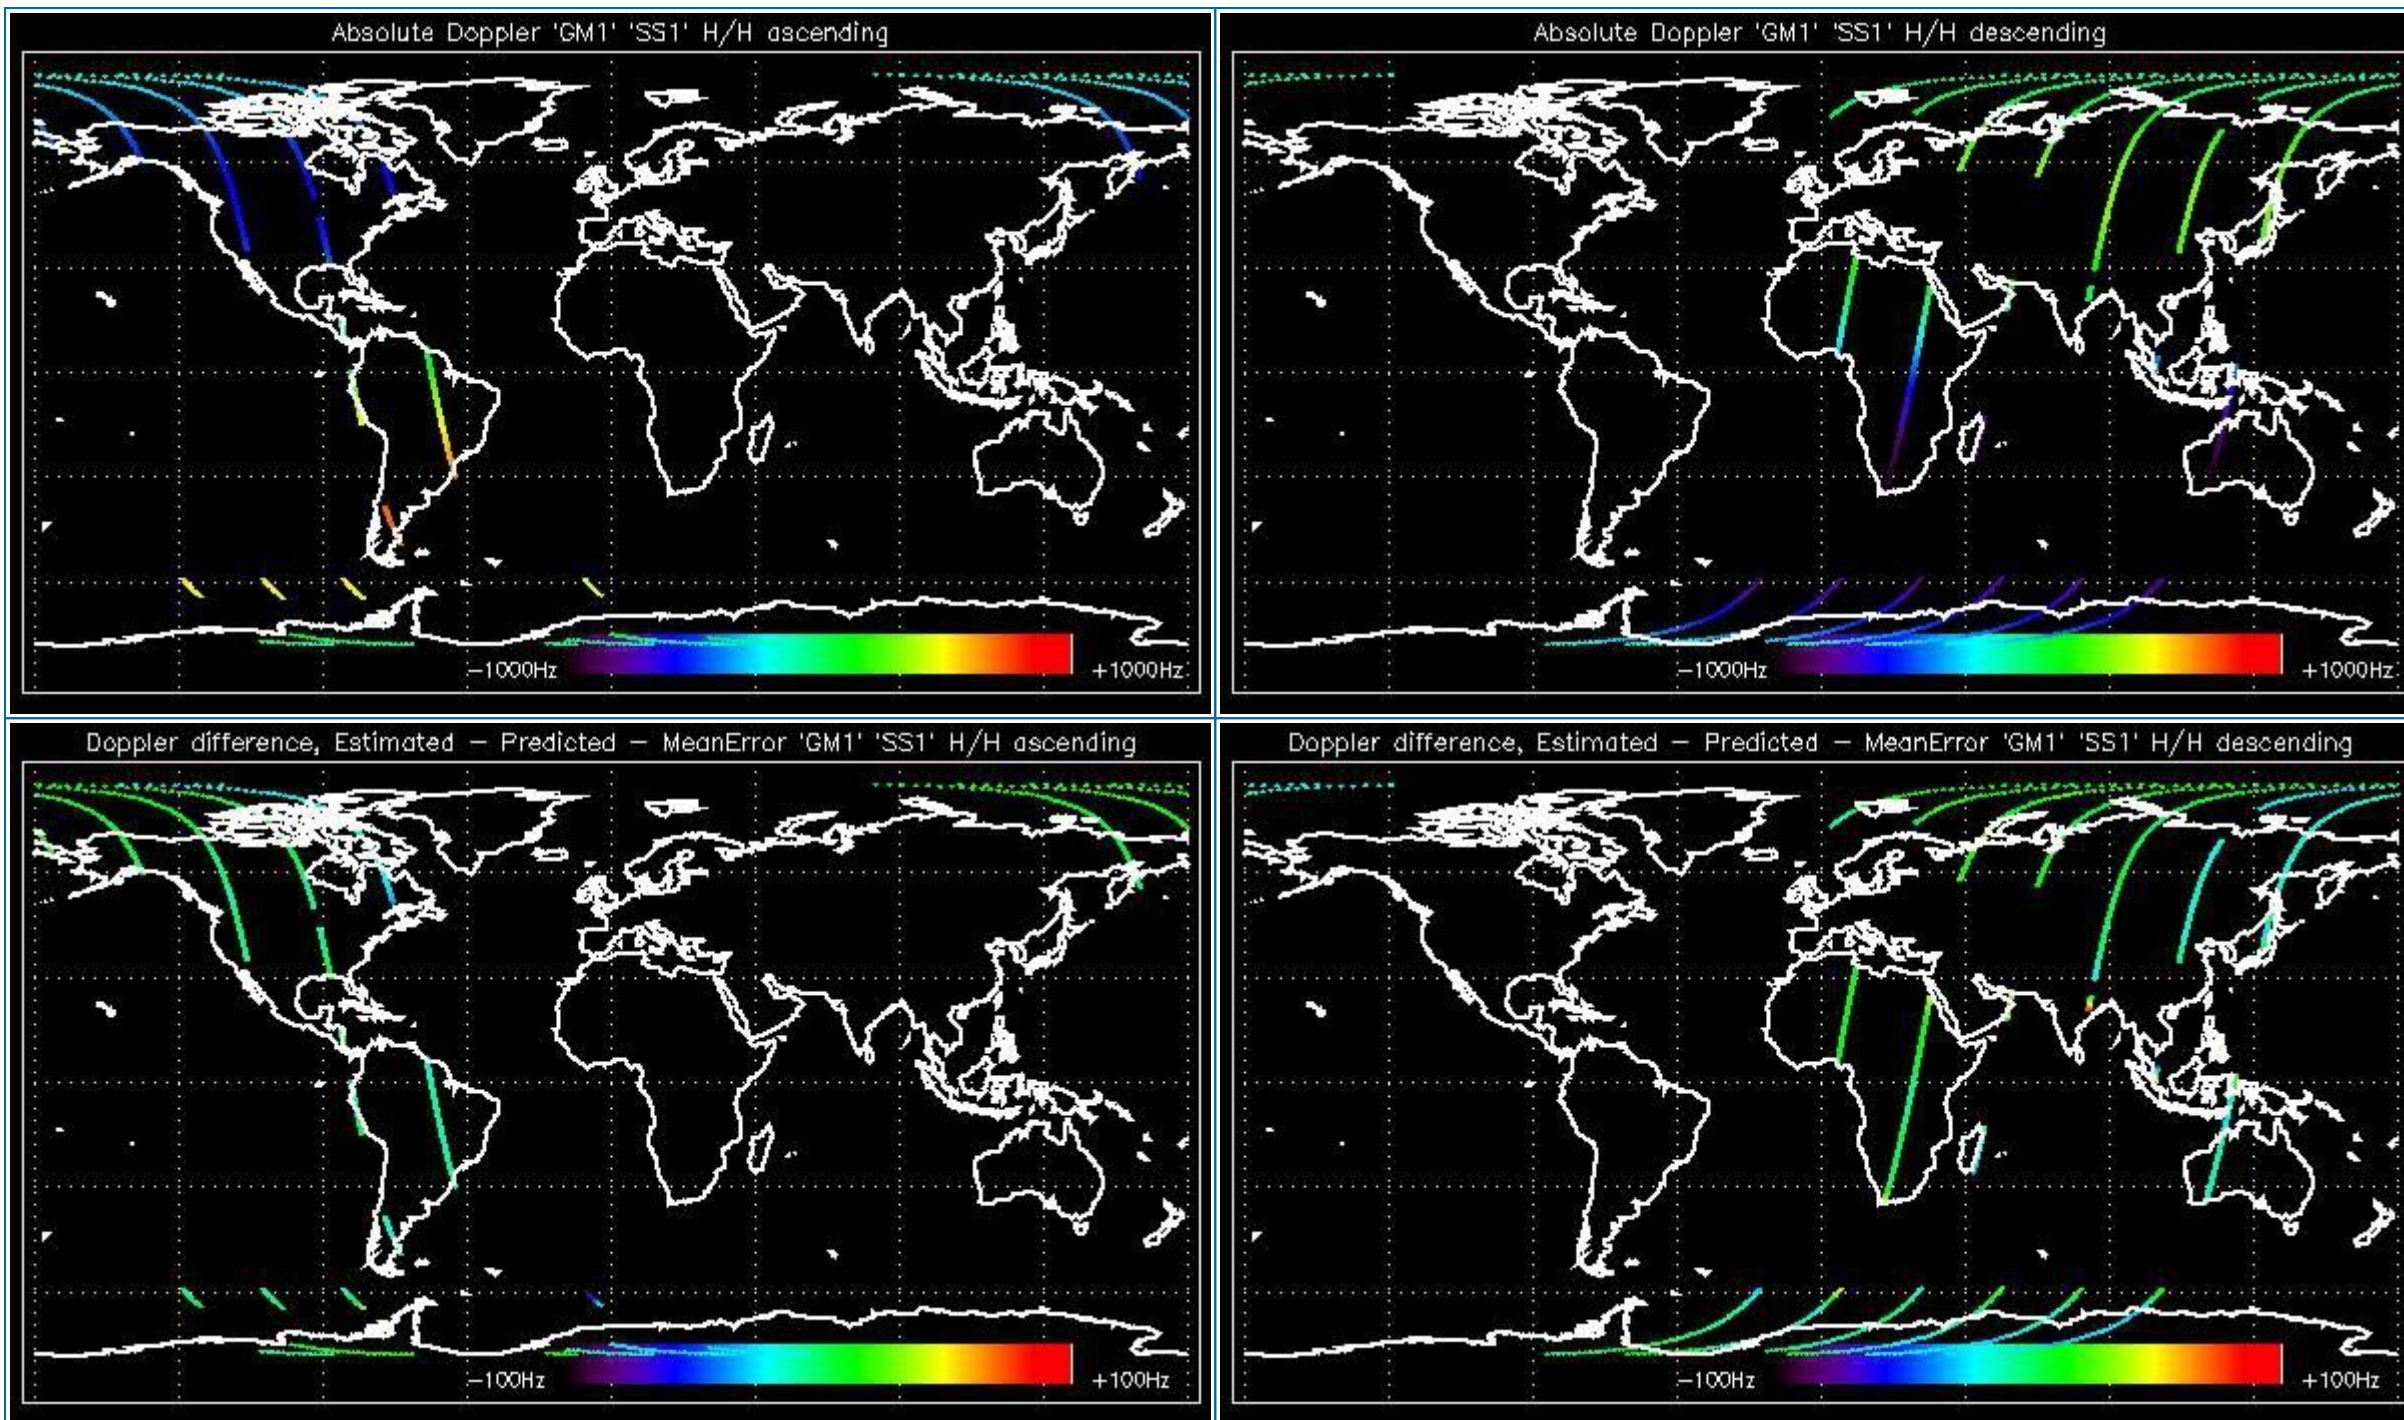 Absolute Doppler 'GM1' 'SS1' H/H ascending
−1000Hz
+1000Hz
Absolute Doppler 'GM1' 'SS1' H/H descending
−1000Hz
+1000Hz
Doppler difference, Estimated − Predicted − MeanError 'GM1' 'SS1' H/H ascending
−100Hz
+100Hz
Doppler difference, Estimated − Predicted − MeanError 'GM1' 'SS1' H/H descending
−100Hz
+100Hz